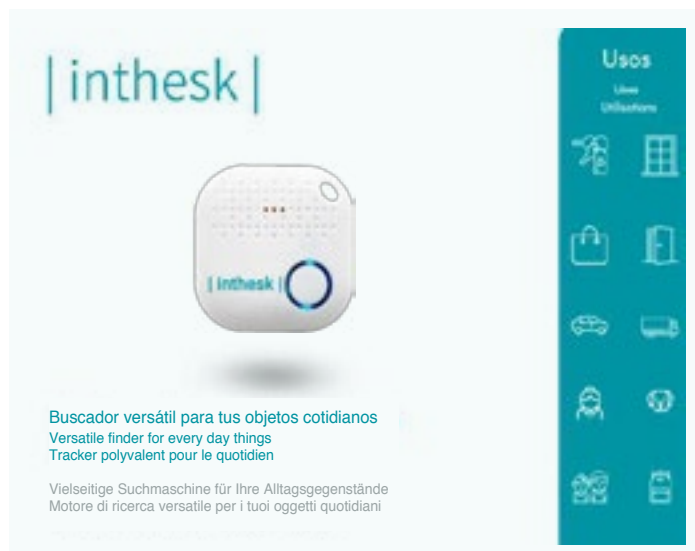 | inthesk |
Usos
Uses
Utilisations
| inthesk |
Buscador versátil para tus objetos cotidianos
Versatile finder for every day things
Tracker polyvalent pour le quotidien
Vielseitige Suchmaschine für Ihre Alltagsgegenstände
Motore di ricerca versatile per i tuoi oggetti quotidiani